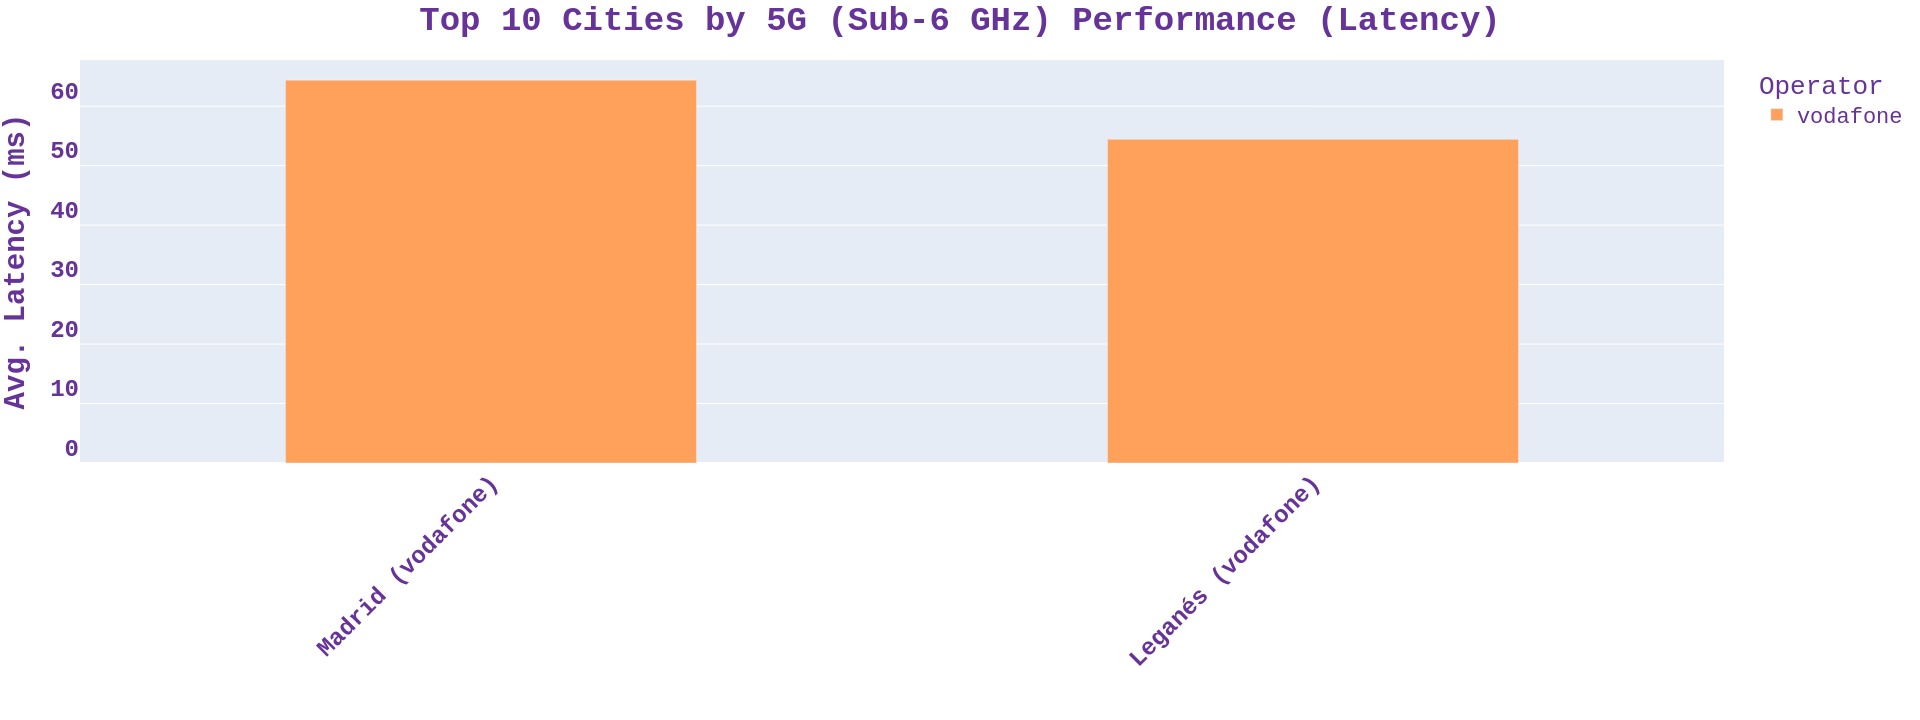 Top 10 Cities by 5G (Sub-6 GHz) Performance (Latency)
Avg. Latency (ms)
60
50
40
30
20
10
0
Madrid (vodafone)
Leganés (vodafone)
Operator
vodafone